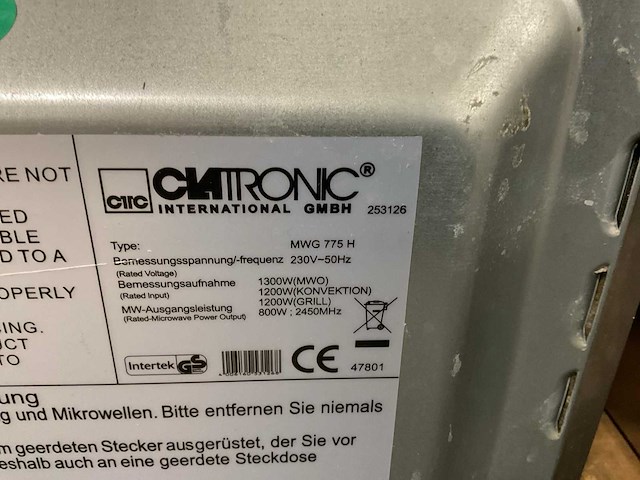 RE NOT
ED
BLE
D TO A
OPERLY
ING.
UCT
TO
CTC CLATRONIC®
INTERNATIONAL GMBH 253126
Type: MWG 775 H
Bemessungsspannung/-frequenz 230V~50Hz
(Rated Voltage)
Bemessungsaufnahme 1300W(MWO)
(Rated Input) 1200W(KONVEKTION)
1200W(GRILL)
MW-Ausgangsleistung 800W ; 2450MHz
(Rated-Microwave Power Output)
Intertek GS CE 47801
ung
g und Mikrowellen. Bitte entfernen Sie niemals
m geerdeten Stecker ausgerüstet, der Sie vor
eshalb auch an eine geerdete Steckdose